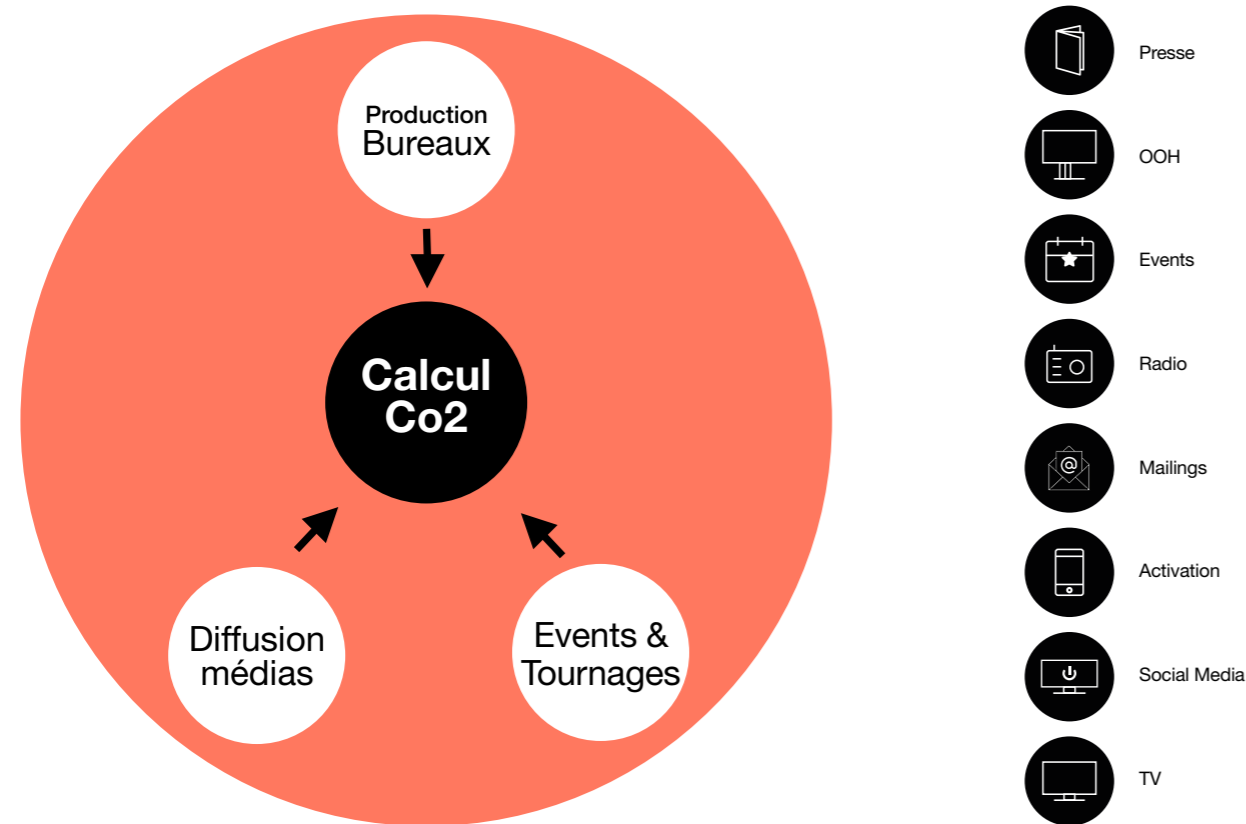 Production
Bureaux
Calcul
Co2
Diffusion
médias
Events &
Tournages
Presse
OOH
Events
Radio
@
Mailings
Activation
Social Media
TV